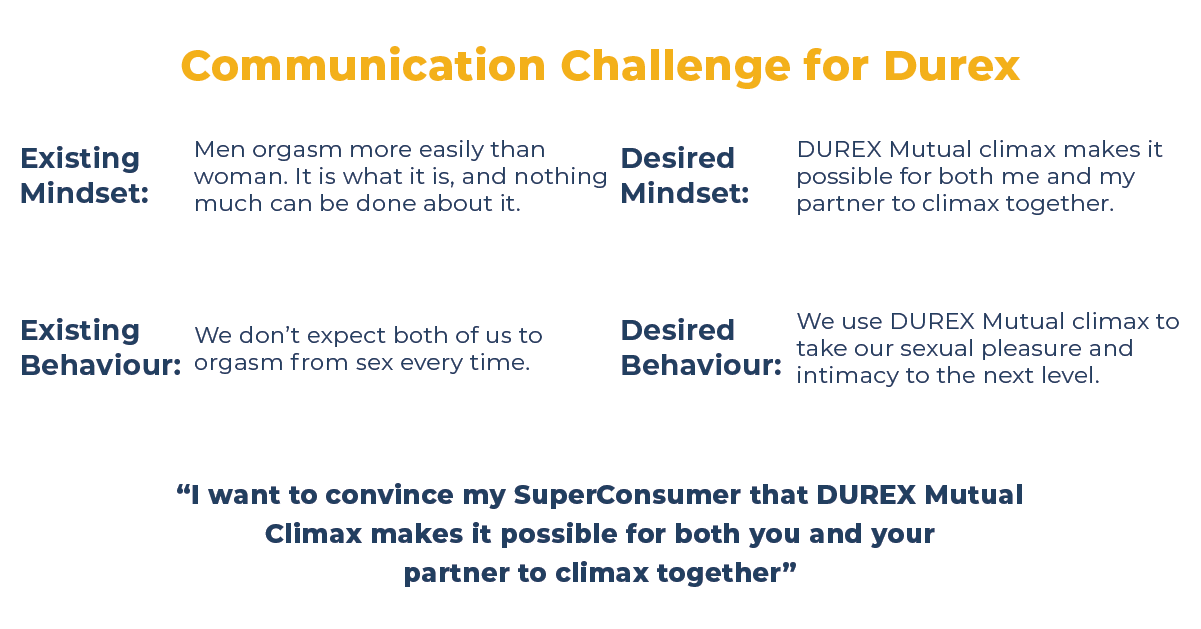 Communication Challenge for Durex
Existing
Mindset:
Men orgasm more easily than
woman. It is what it is, and nothing
much can be done about it.
Desired
Mindset:
DUREX Mutual climax makes it
possible for both me and my
partner to climax together.
Existing
Behaviour:
We don’t expect both of us to
orgasm from sex every time.
Desired
Behaviour:
We use DUREX Mutual climax to
take our sexual pleasure and
intimacy to the next level.
“I want to convince my SuperConsumer that DUREX Mutual
Climax makes it possible for both you and your
partner to climax together”